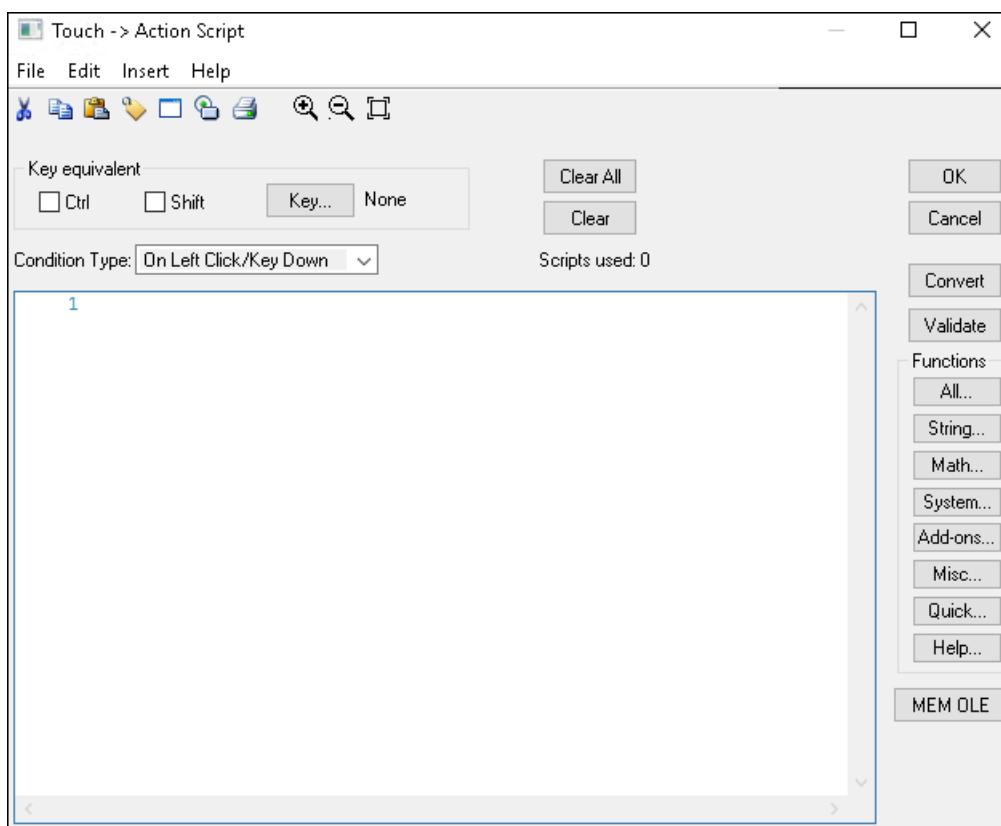 Touch -> Action Script
File Edit Insert Help
Key equivalent
Ctrl Shift Key... None
Clear All
Clear
OK
Cancel
Condition Type: On Left Click/Key Down
Scripts used: 0
Convert
Validate
1
Functions
All...
String...
Math...
System...
Add-ons...
Misc...
Quick...
Help...
MEM OLE